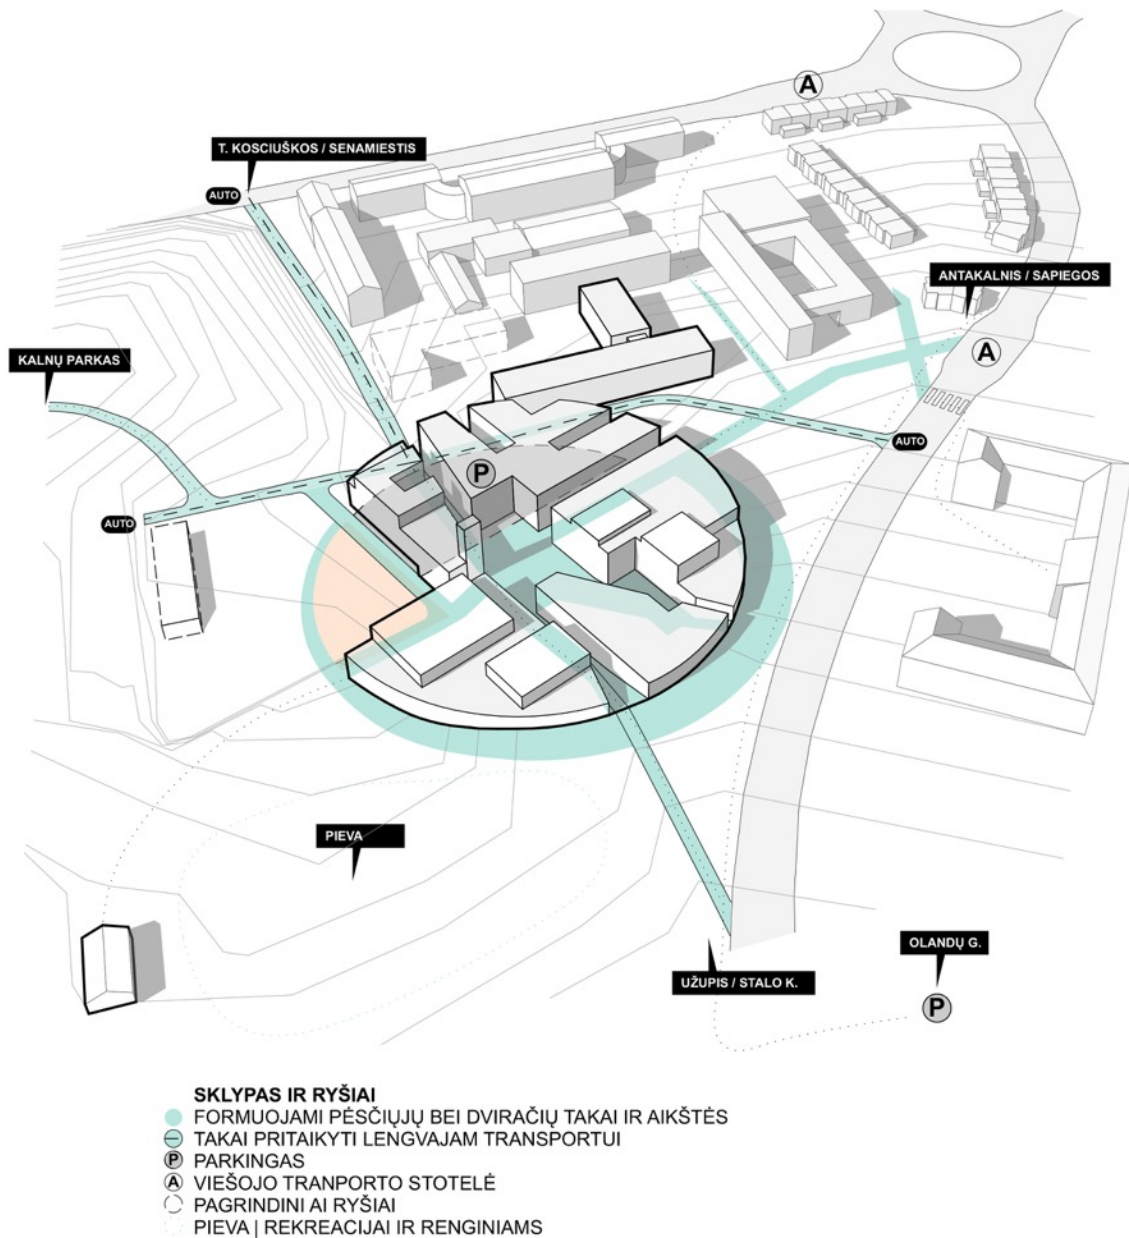 A
T. KOSCIUŠKOS / SENAMIESTIS
AUTO
ANTAKALNIS / SAPIEGOS
A
KALNŲ PARKAS
AUTO
P
AUTO
PIEVA
OLANDŲ G.
UŽUPIS / STALO K.
P
SKLYPAS IR RYŠIAI
FORMUOJAMI PĖSČIŲJŲ BEI DVIRAČIŲ TAKAI IR AIKŠTĖS
TAKAI PRITAIKYTI LENGVAJAM TRANSPORTUI
P PARKINGAS
A VIEŠOJO TRANPORTO STOTELĖ
PAGRINDINI AI RYŠIAI
PIEVA | REKREACIJAI IR RENGINIAMS